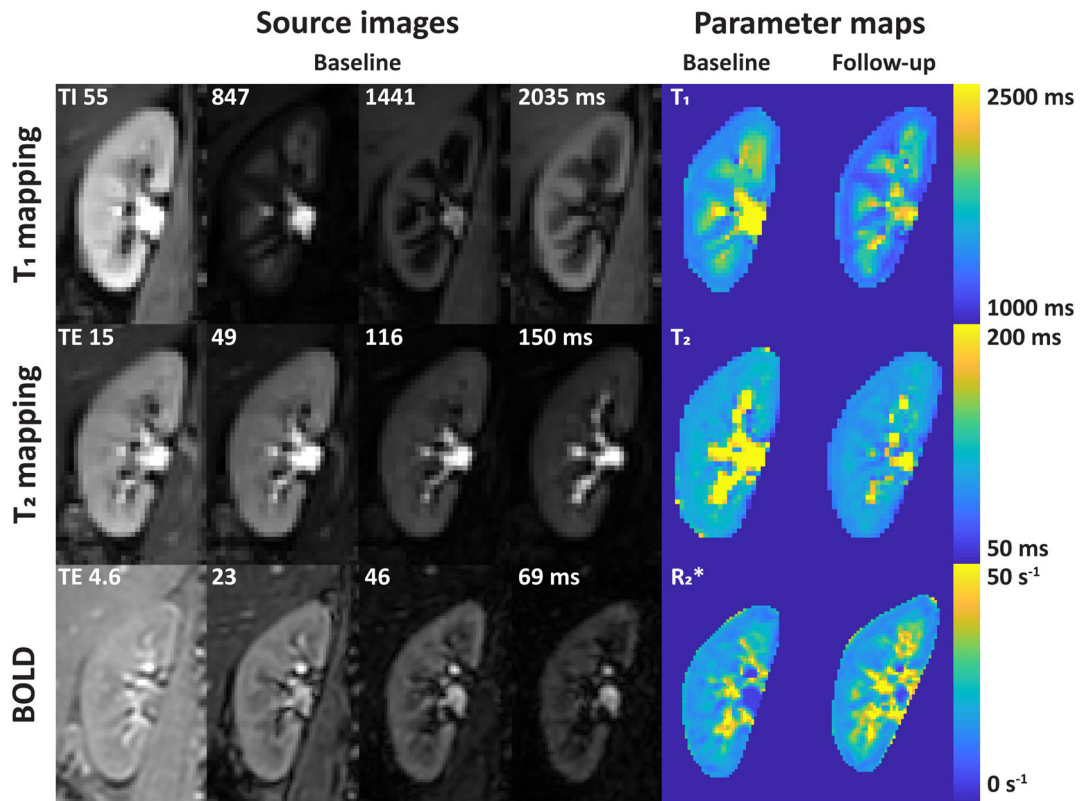 Source images
Parameter maps
Baseline
Baseline
Follow-up
T₁ mapping
TI 55
847
1441
2035 ms
T₁
2500 ms
1000 ms
T₂ mapping
TE 15
49
116
150 ms
T₂
200 ms
50 ms
BOLD
TE 4.6
23
46
69 ms
R₂*
50 s⁻¹
0 s⁻¹